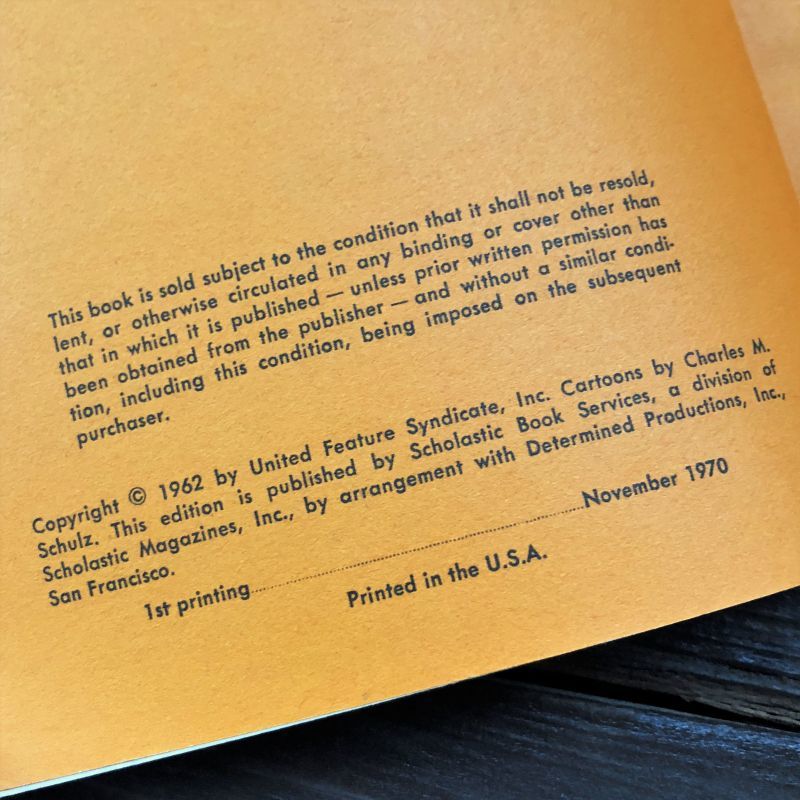 This book is sold subject to the condition that it shall not be resold,
lent, or otherwise circulated in any binding or cover other than
that in which it is published — unless prior written permission has
been obtained from the publisher — and without a similar condi-
tion, including this condition, being imposed on the subsequent
purchaser.
Copyright © 1962 by United Feature Syndicate, Inc. Cartoons by Charles M.
Schulz. This edition is published by Scholastic Book Services, a division of
Scholastic Magazines, Inc., by arrangement with Determined Productions, Inc.,
San Francisco.
1st printing..............................November 1970
Printed in the U.S.A.